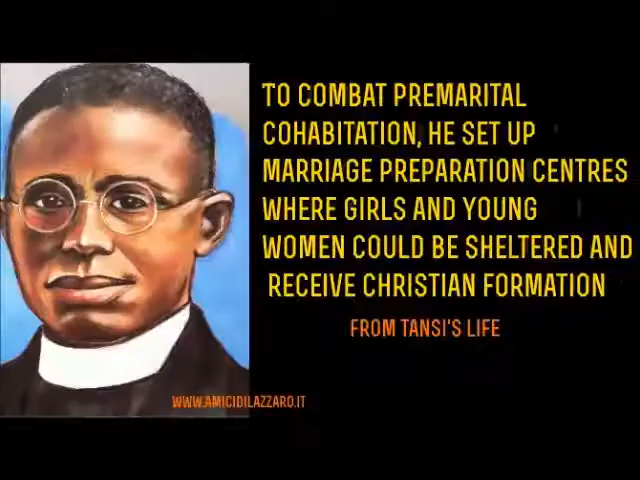 TO COMBAT PREMARITAL
COHABITATION, HE SET UP
MARRIAGE PREPARATION CENTRES
WHERE GIRLS AND YOUNG
WOMEN COULD BE SHELTERED AND
RECEIVE CHRISTIAN FORMATION
FROM TANSI'S LIFE
WWW.AMICIDILAZZARO.IT